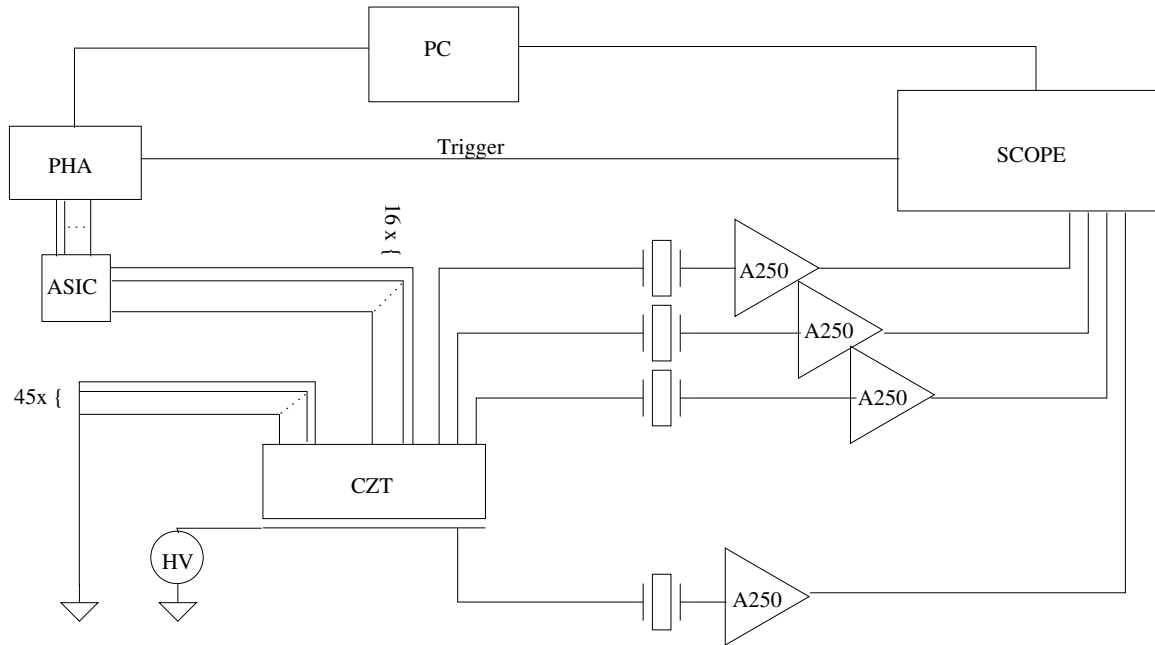 PC
PHA
Trigger
SCOPE
16 x {
ASIC
A250
A250
A250
45x {
CZT
HV
A250